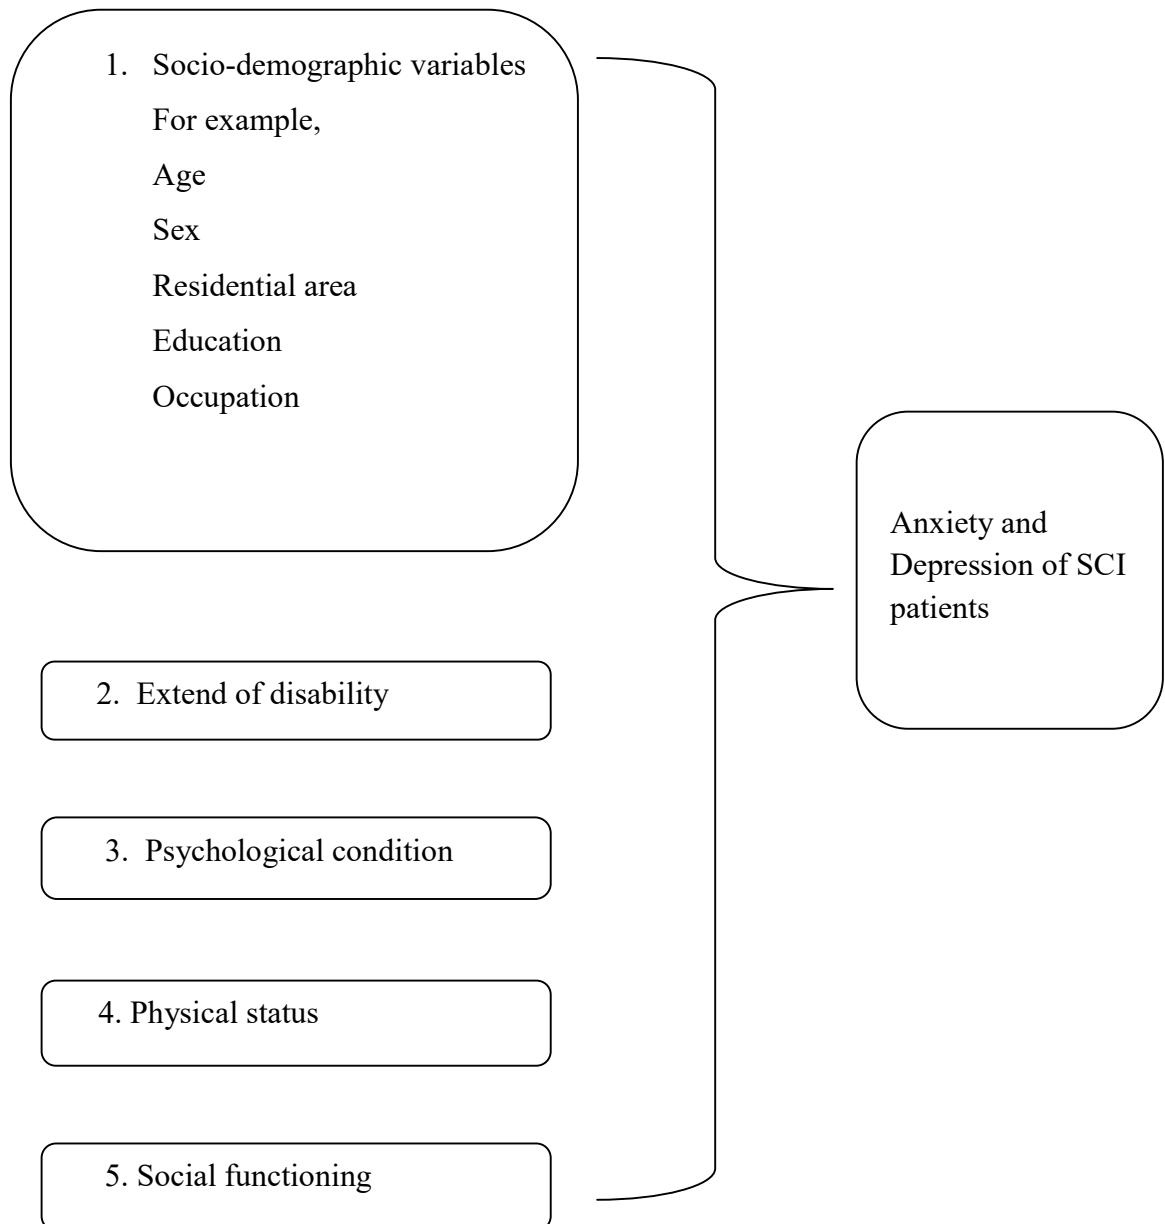 1. Socio-demographic variables
For example,
Age
Sex
Residential area
Education
Occupation
Anxiety and
Depression of SCI
patients
2. Extend of disability
3. Psychological condition
4. Physical status
5. Social functioning